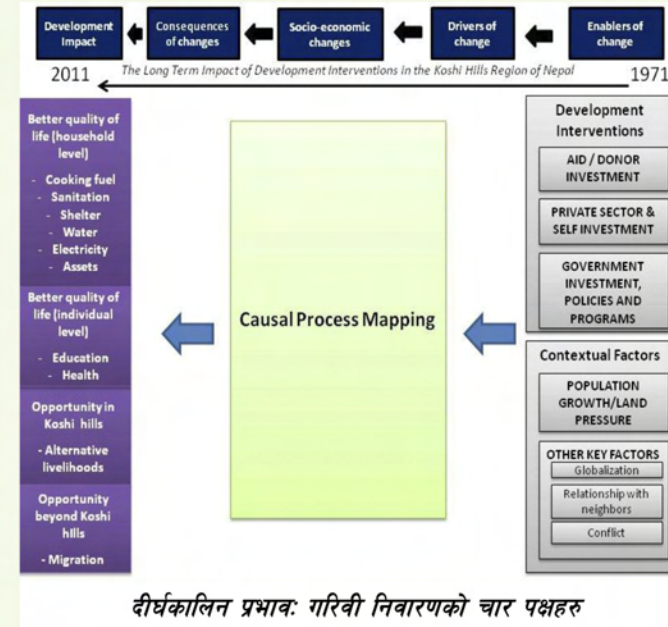 Development
Impact
Consequences
of changes
Socio-economic
changes
Drivers of
change
Enablers of
change
2011
The Long Term Impact of Development Interventions in the Koshi Hills Region of Nepal
1971
Better quality of
life (household
level)
- Cooking fuel
- Sanitation
- Shelter
- Water
- Electricity
- Assets
Better quality of
life (individual
level)
- Education
- Health
Opportunity in
Koshi hills
- Alternative
livelihoods
Opportunity
beyond Koshi
hills
- Migration
Causal Process Mapping
Development
Interventions
AID / DONOR
INVESTMENT
PRIVATE SECTOR &
SELF INVESTMENT
GOVERNMENT
INVESTMENT,
POLICIES AND
PROGRAMS
Contextual Factors
POPULATION
GROWTH/LAND
PRESSURE
OTHER KEY FACTORS
Globalization
Relationship with
neighbors
Conflict
दीर्घकालिन प्रभावः गरिवी निवारणको चार पक्षहरु